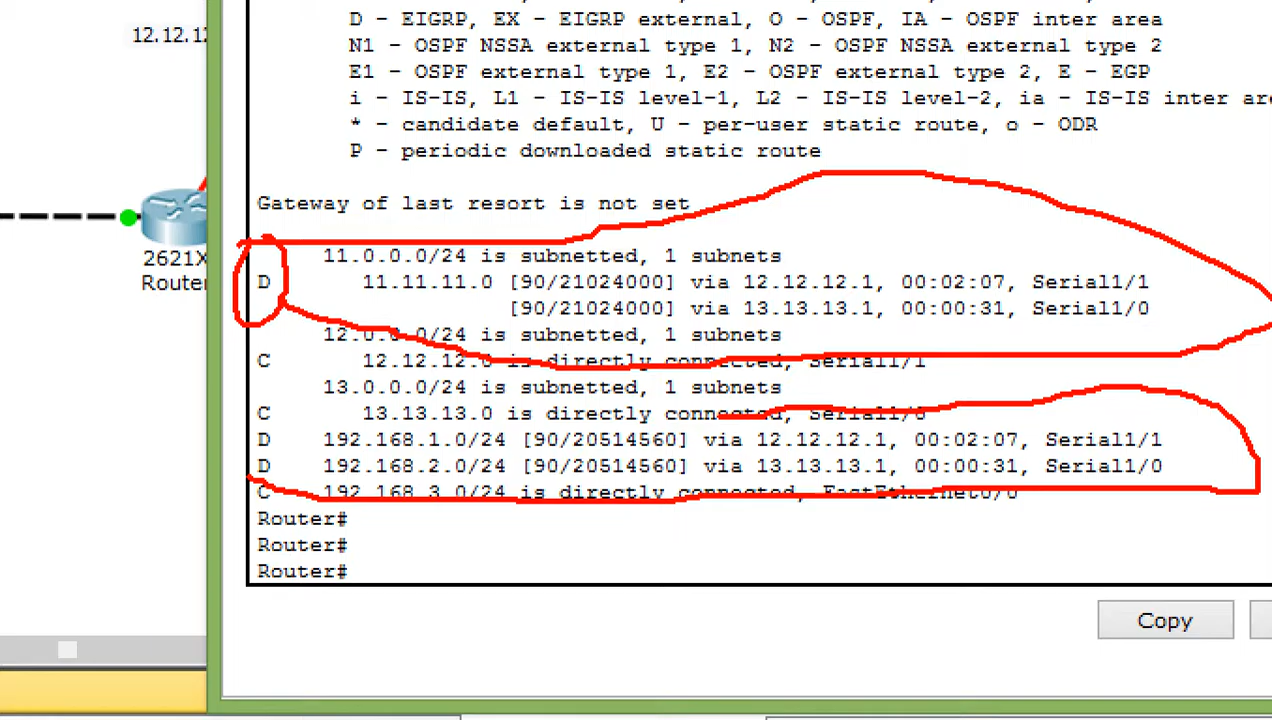 12.12.12
D - EIGRP, EX - EIGRP external, O - OSPF, IA - OSPF inter area
N1 - OSPF NSSA external type 1, N2 - OSPF NSSA external type 2
E1 - OSPF external type 1, E2 - OSPF external type 2, E - EGP
i - IS-IS, L1 - IS-IS level-1, L2 - IS-IS level-2, ia - IS-IS inter are
* - candidate default, U - per-user static route, o - ODR
P - periodic downloaded static route
Gateway of last resort is not set
2621X
Router
11.0.0.0/24 is subnetted, 1 subnets
D 11.11.11.0 [90/21024000] via 12.12.12.1, 00:02:07, Serial1/1
[90/21024000] via 13.13.13.1, 00:00:31, Serial1/0
12.0.0.0/24 is subnetted, 1 subnets
C 12.12.12.0 is directly connected, Serial1/1
13.0.0.0/24 is subnetted, 1 subnets
C 13.13.13.0 is directly connected, Serial1/0
D 192.168.1.0/24 [90/20514560] via 12.12.12.1, 00:02:07, Serial1/1
D 192.168.2.0/24 [90/20514560] via 13.13.13.1, 00:00:31, Serial1/0
C 192.168.3.0/24 is directly connected, FastEthernet0/0
Router#
Router#
Router#
Copy